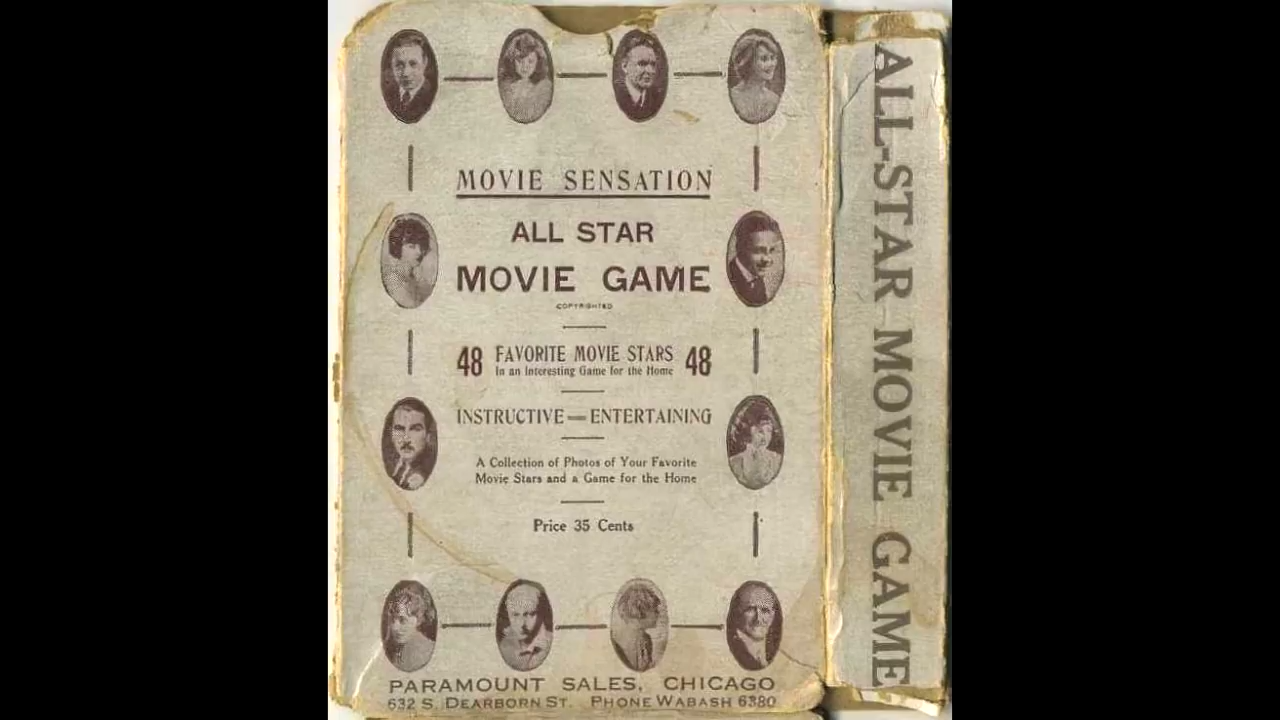 MOVIE SENSATION
ALL STAR
MOVIE GAME
COPYRIGHTED
48 FAVORITE MOVIE STARS 48
In an Interesting Game for the Home
INSTRUCTIVE — ENTERTAINING
A Collection of Photos of Your Favorite
Movie Stars and a Game for the Home
Price 35 Cents
PARAMOUNT SALES, CHICAGO
632 S. DEARBORN ST. PHONE WABASH 6380
ALL-STAR MOVIE GAME